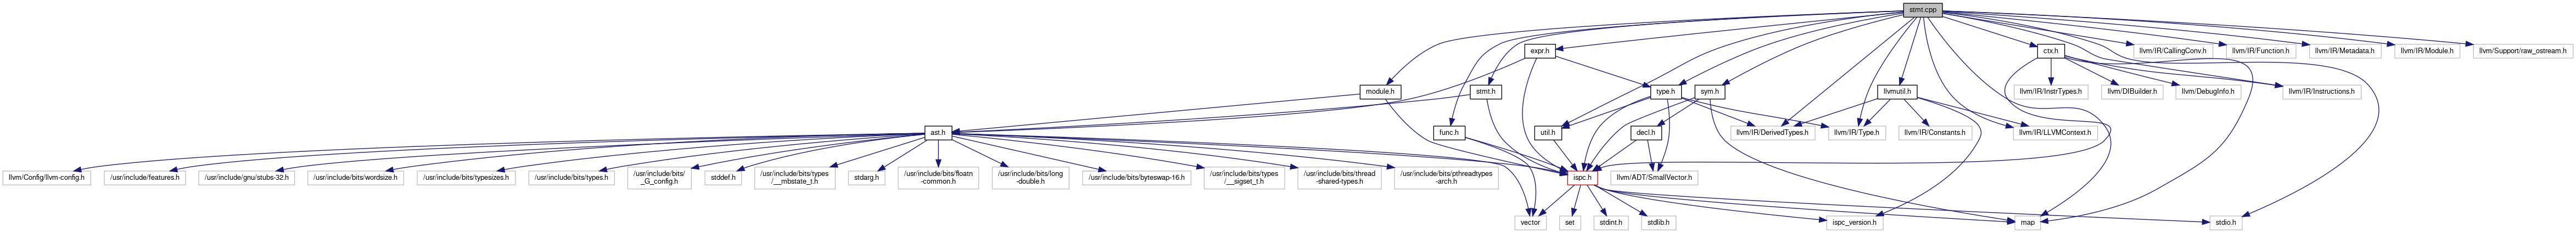 stmt.cpp
expr.h
ctx.h
llvm/IR/CallingConv.h
llvm/IR/Function.h
llvm/IR/Metadata.h
llvm/IR/Module.h
llvm/Support/raw_ostream.h
module.h
stmt.h
type.h
sym.h
llvmutil.h
llvm/IR/InstrTypes.h
llvm/DIBuilder.h
llvm/DebugInfo.h
llvm/IR/Instructions.h
ast.h
func.h
util.h
decl.h
llvm/IR/DerivedTypes.h
llvm/IR/Type.h
llvm/IR/Constants.h
llvm/IR/LLVMContext.h
llvm/Config/llvm-config.h
/usr/include/features.h
/usr/include/gnu/stubs-32.h
/usr/include/bits/wordsize.h
/usr/include/bits/typesizes.h
/usr/include/bits/types.h
/usr/include/bits/
_G_config.h
stddef.h
/usr/include/bits/types
/__mbstate_t.h
stdarg.h
/usr/include/bits/floatn
-common.h
/usr/include/bits/long
-double.h
/usr/include/bits/byteswap-16.h
/usr/include/bits/types
/__sigset_t.h
/usr/include/bits/thread
-shared-types.h
/usr/include/bits/pthreadtypes
-arch.h
ispc.h
llvm/ADT/SmallVector.h
vector
set
stdint.h
stdlib.h
ispc_version.h
map
stdio.h